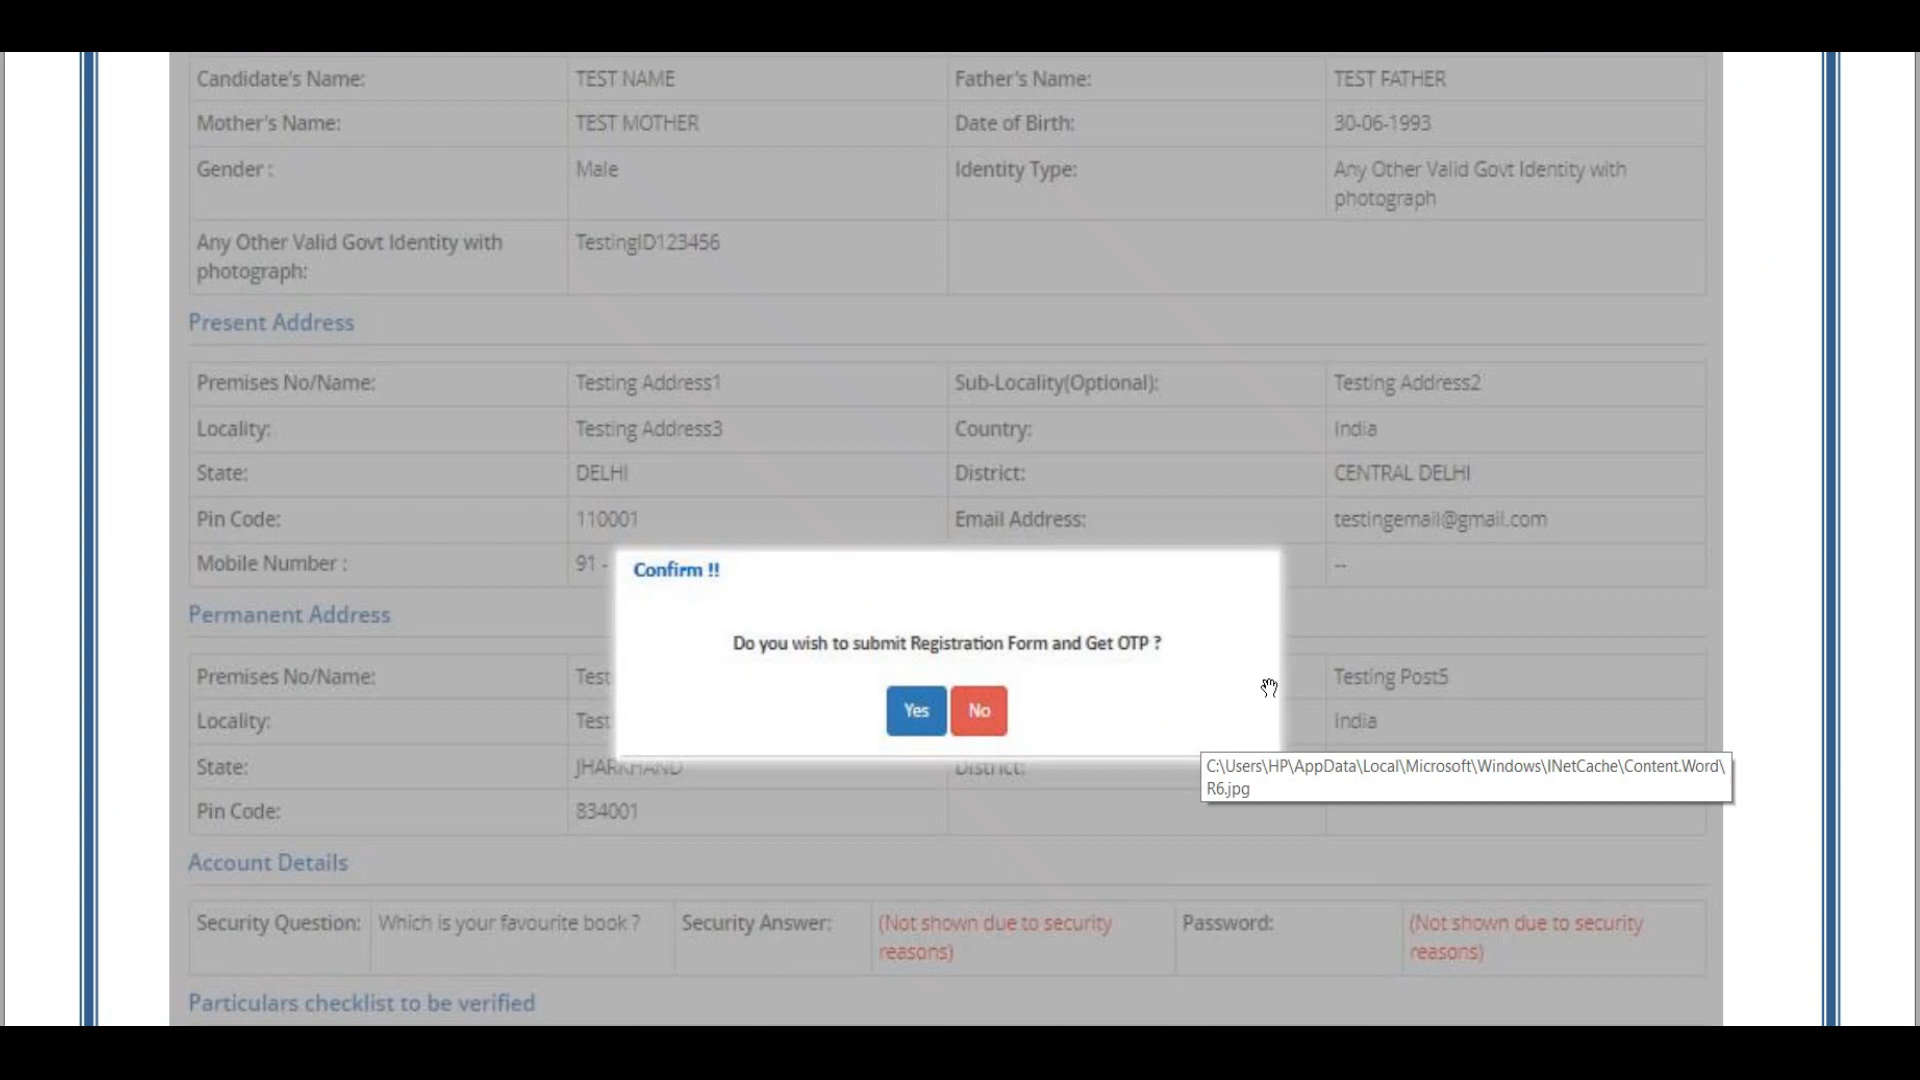 Candidate's Name: TEST NAME Father's Name: TEST FATHER
Mother's Name: TEST MOTHER Date of Birth: 30-06-1993
Gender : Male Identity Type: Any Other Valid Govt Identity with
photograph
Any Other Valid Govt Identity with TestingID123456
photograph:
Present Address
Premises No/Name: Testing Address1 Sub-Locality(Optional): Testing Address2
Locality: Testing Address3 Country: India
State: DELHI District: CENTRAL DELHI
Pin Code: 110001 Email Address: testingemail@gmail.com
Mobile Number : 91 - --
Confirm !!
Do you wish to submit Registration Form and Get OTP ?
Yes No
Permanent Address
Premises No/Name: Test Testing Post5
Locality: Test India
State: JHARKHAND District:
C:\Users\HP\AppData\Local\Microsoft\Windows\INetCache\Content.Word\
R6.jpg
Pin Code: 834001
Account Details
Security Question: Which is your favourite book ? Security Answer: (Not shown due to security Password: (Not shown due to security
reasons) reasons)
Particulars checklist to be verified